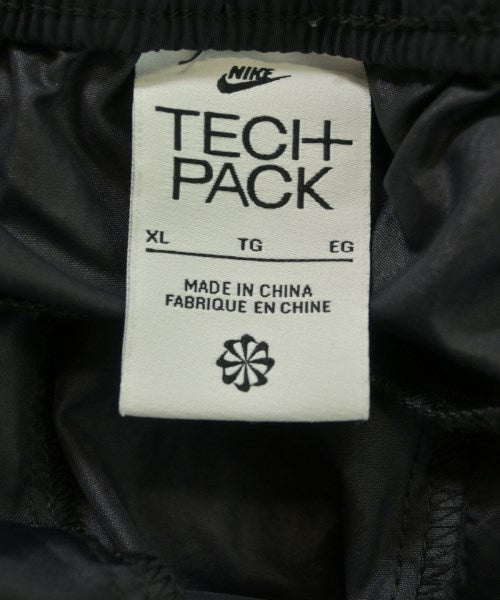 NIKE
TECH
PACK
XL TG EG
MADE IN CHINA
FABRIQUE EN CHINE